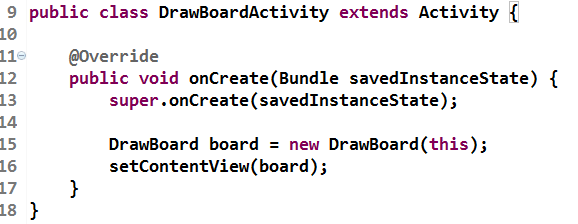 9 public class DrawBoardActivity extends Activity {
10
11 @Override
12 public void onCreate(Bundle savedInstanceState) {
13 super.onCreate(savedInstanceState);
14
15 DrawBoard board = new DrawBoard(this);
16 setContentView(board);
17 }
18 }